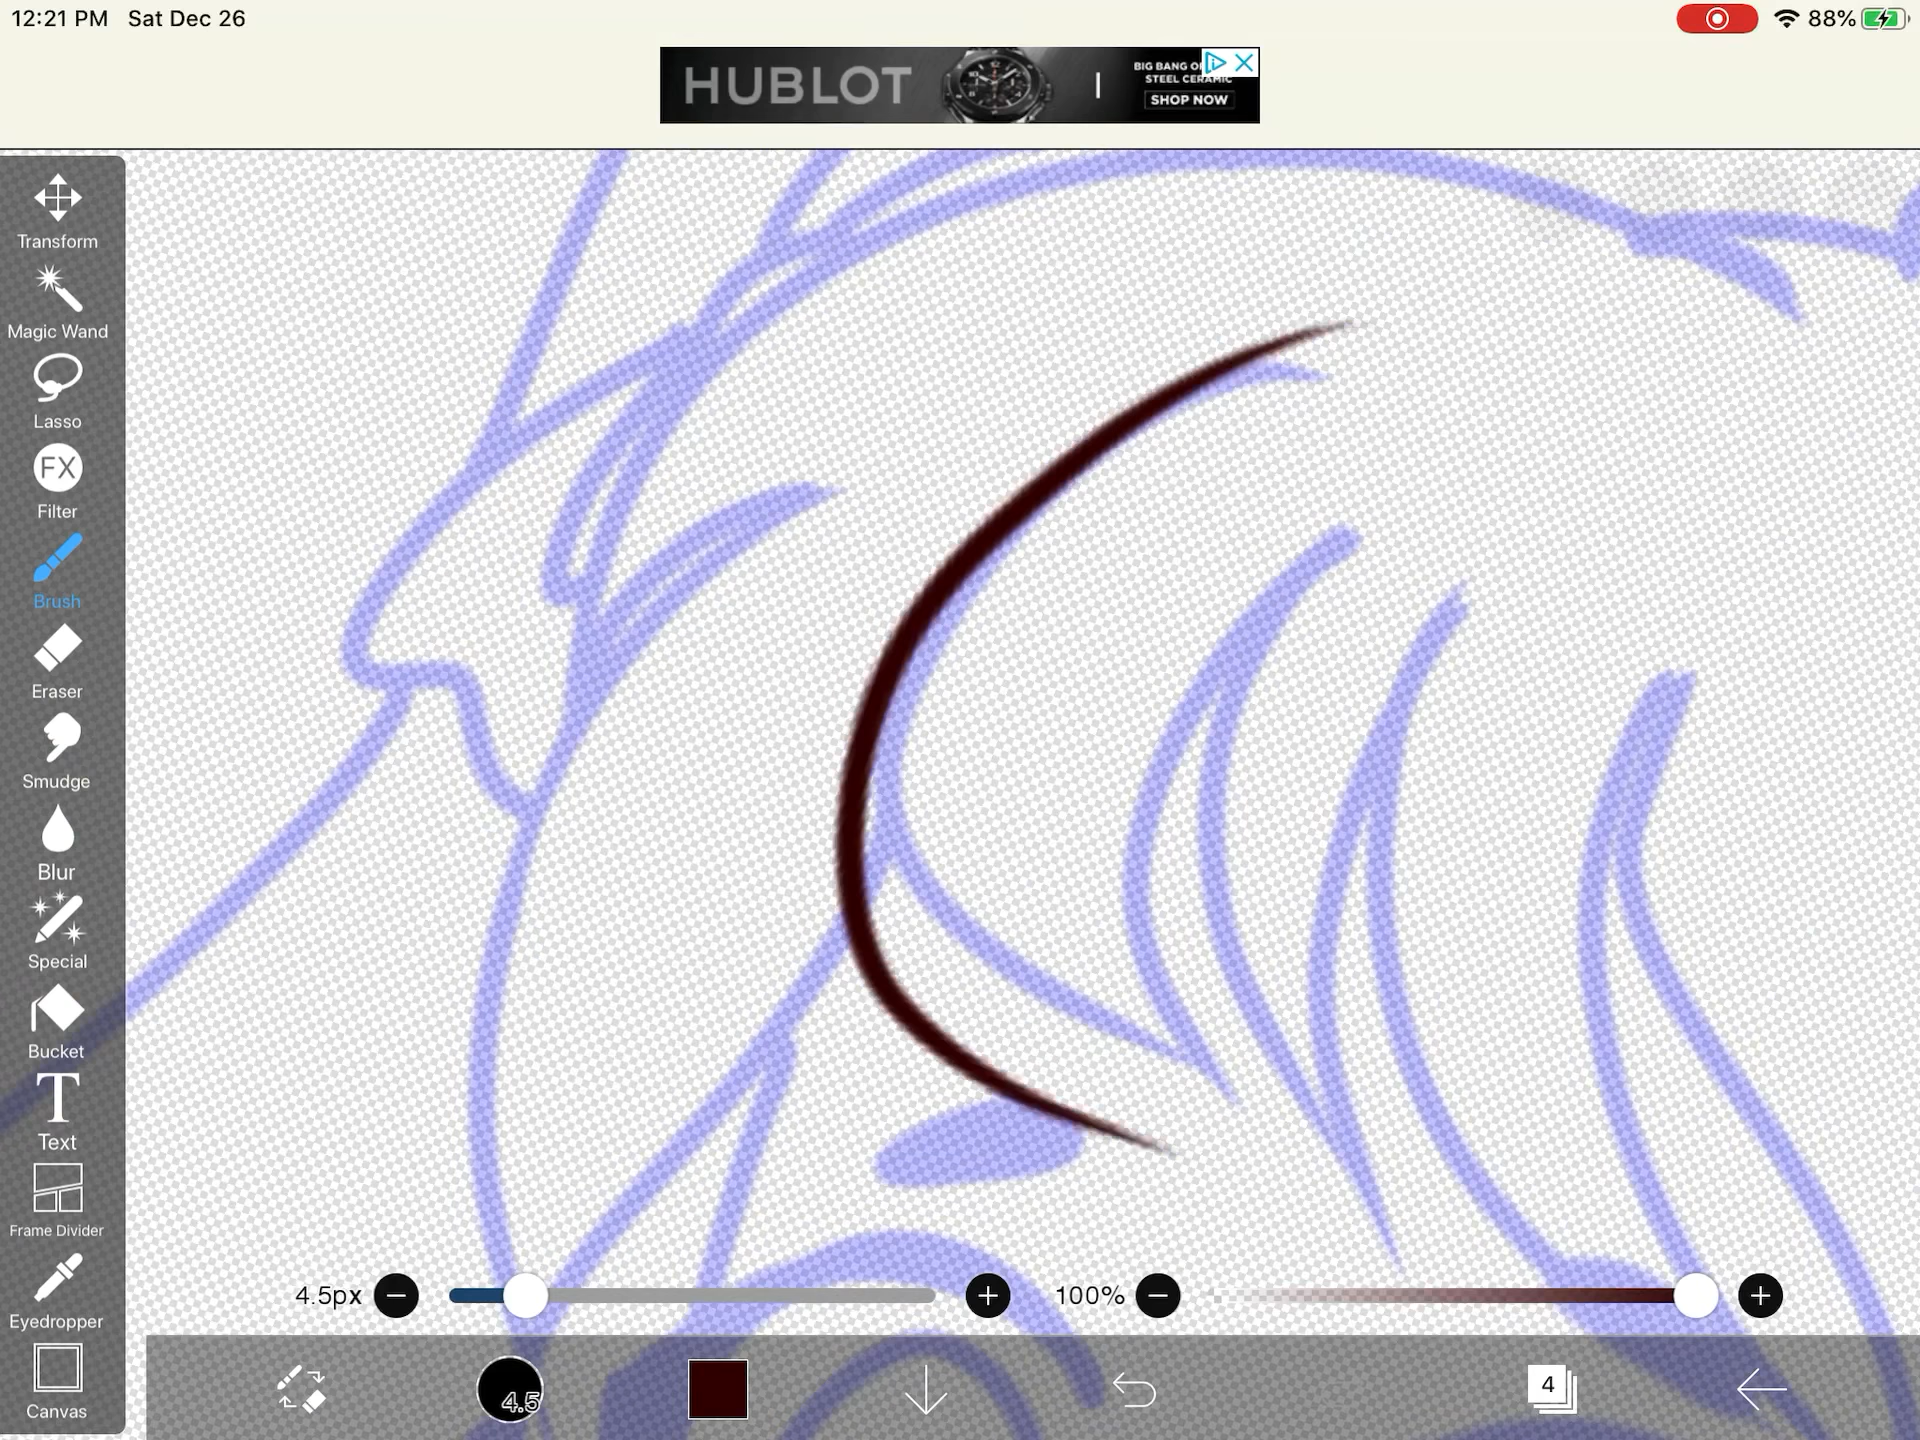 12:21 PM Sat Dec 26
88%
HUBLOT
BIG BANG
STEEL CERAMIC
SHOP NOW
Transform
Magic Wand
Lasso
FX
Filter
Brush
Eraser
Smudge
Blur
Special
Bucket
T
Text
Frame Divider
Eyedropper
Canvas
4.5px
100%
4.5
4